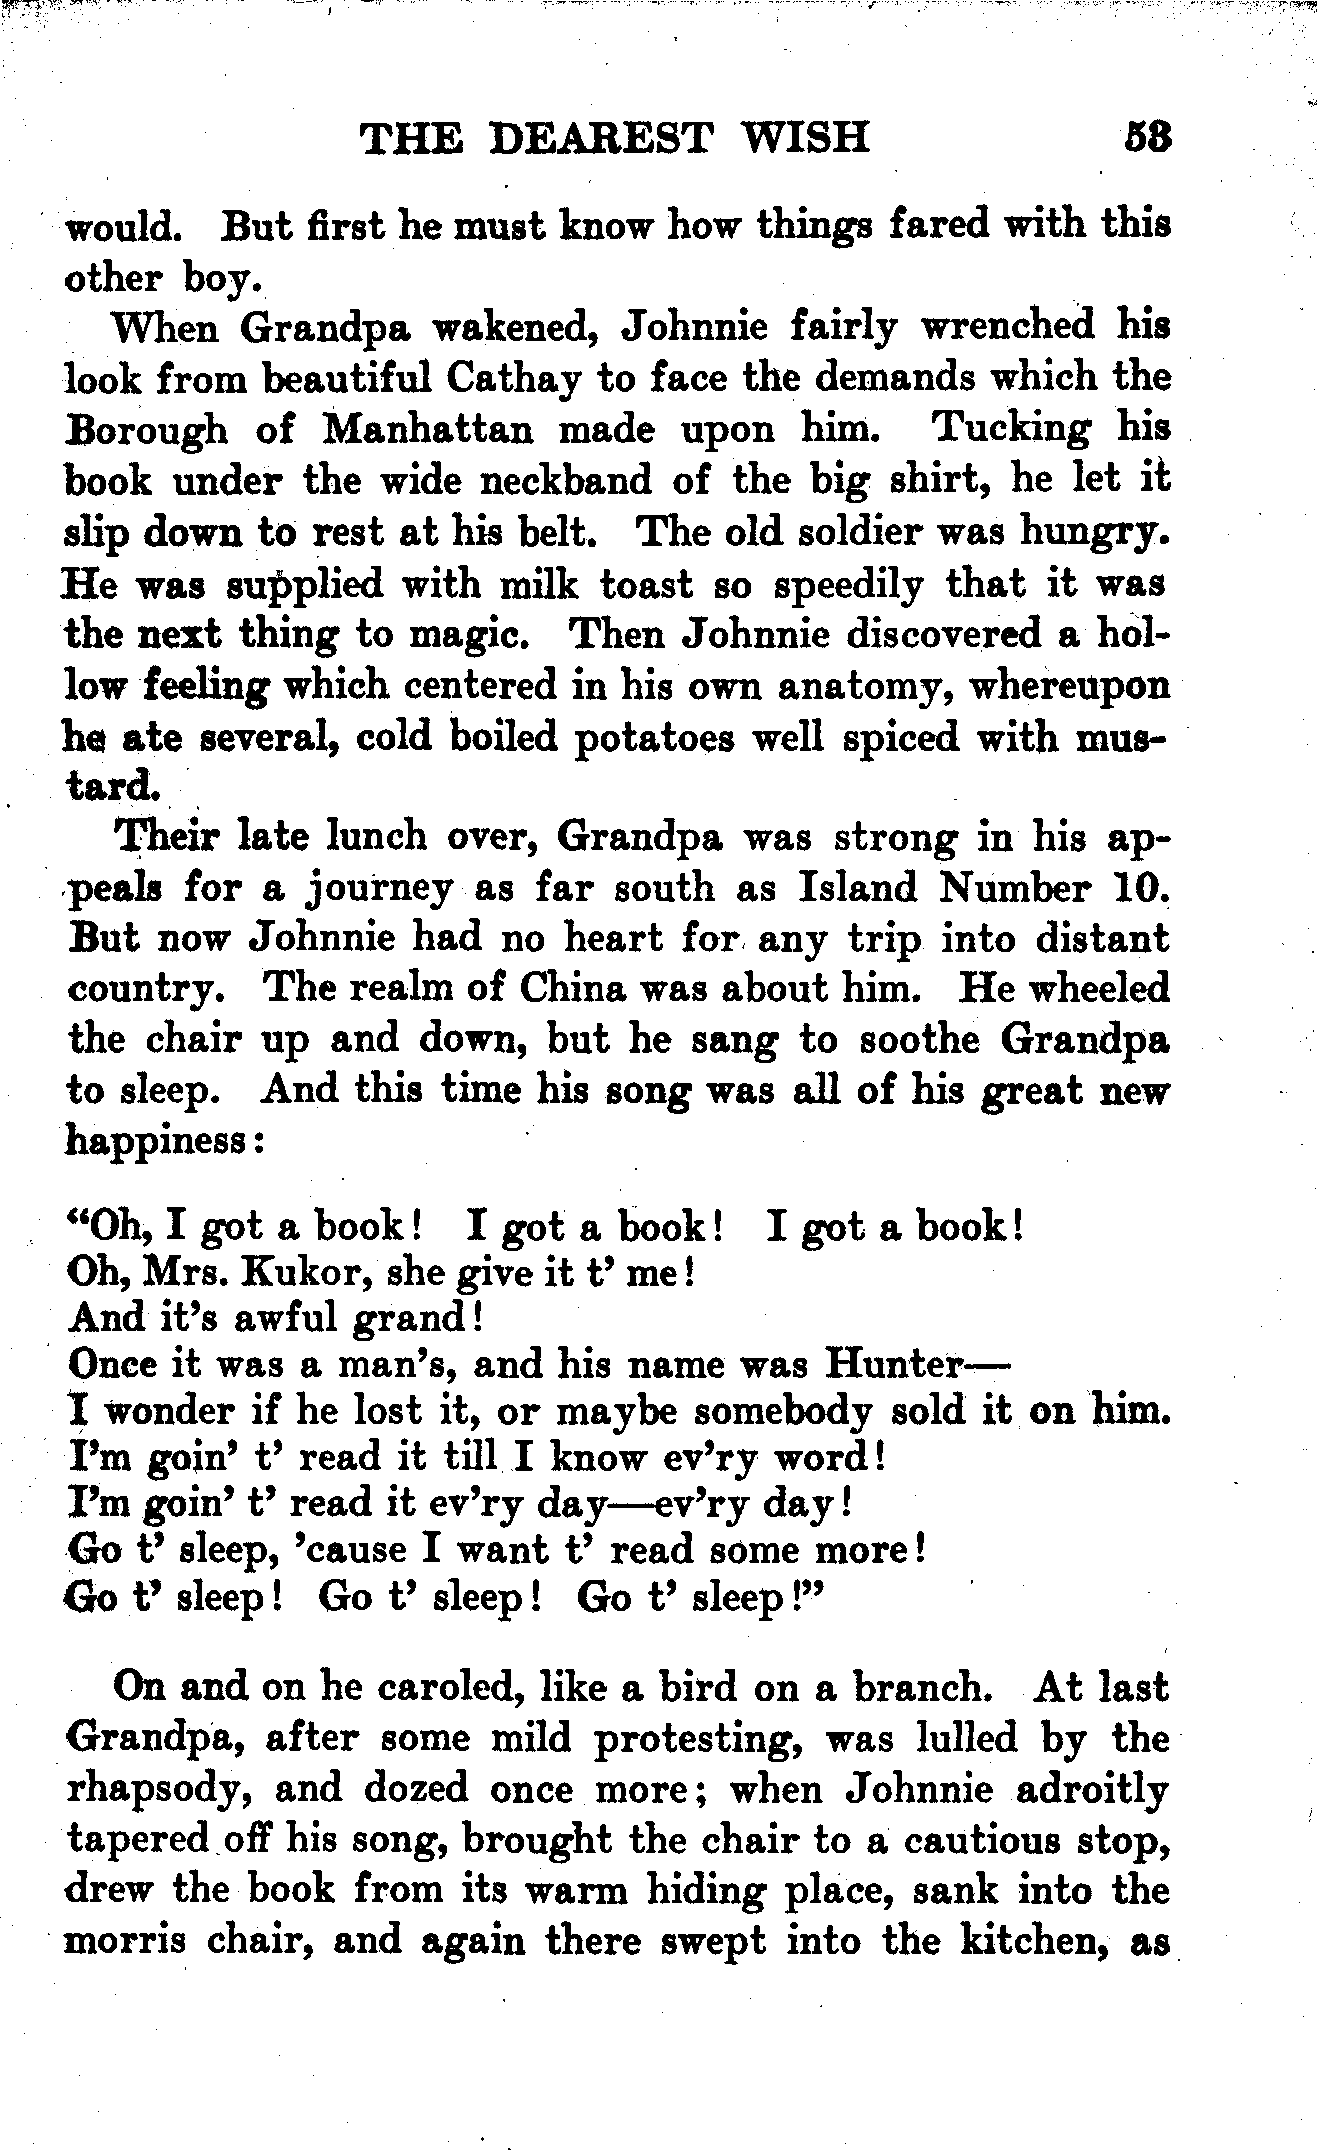 THE DEAREST WISH 53
would. But first he must know how things fared with this
other boy.
When Grandpa wakened, Johnnie fairly wrenched his
look from beautiful Cathay to face the demands which the
Borough of Manhattan made upon him. Tucking his
book under the wide neckband of the big shirt, he let it
slip down to rest at his belt. The old soldier was hungry.
He was supplied with milk toast so speedily that it was
the next thing to magic. Then Johnnie discovered a hol-
low feeling which centered in his own anatomy, whereupon
he ate several, cold boiled potatoes well spiced with mus-
tard.
Their late lunch over, Grandpa was strong in his ap-
peals for a journey as far south as Island Number 10.
But now Johnnie had no heart for any trip into distant
country. The realm of China was about him. He wheeled
the chair up and down, but he sang to soothe Grandpa
to sleep. And this time his song was all of his great new
happiness:
“Oh, I got a book! I got a book! I got a book!
Oh, Mrs. Kukor, she give it t’ me!
And it’s awful grand!
Once it was a man’s, and his name was Hunter—
I wonder if he lost it, or maybe somebody sold it on him.
I’m goin’ t’ read it till I know ev’ry word!
I’m goin’ t’ read it ev’ry day—ev’ry day!
Go t’ sleep, ’cause I want t’ read some more!
Go t’ sleep! Go t’ sleep! Go t’ sleep!”
On and on he caroled, like a bird on a branch. At last
Grandpa, after some mild protesting, was lulled by the
rhapsody, and dozed once more; when Johnnie adroitly
tapered off his song, brought the chair to a cautious stop,
drew the book from its warm hiding place, sank into the
morris chair, and again there swept into the kitchen, as